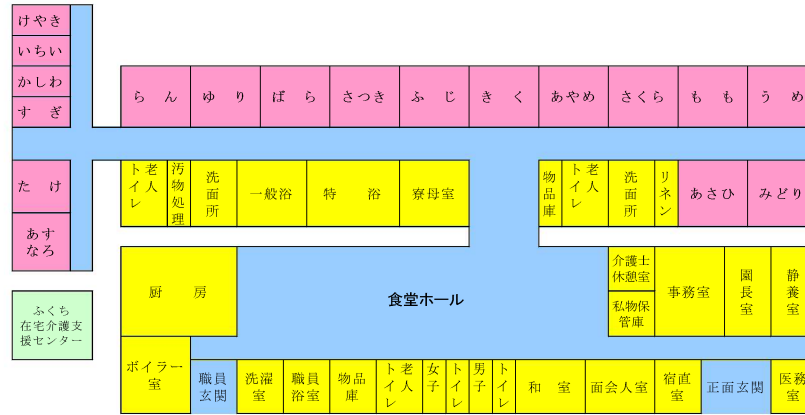 けやき
いちい
かしわ
す ぎ
ら ん
ゆ り
ば ら
さつき
ふ じ
き く
あやめ
さくら
も も
う め
た け
あす
なろ
老人
トイレ
汚物処理
洗面所
一般浴
特 浴
寮母室
物品庫
老人
トイレ
洗面所
リネン
あさひ
みどり
ふくち
在宅介護支
援センター
厨 房
食堂ホール
介護士
休憩室
私物保
管庫
事務室
園長室
静養室
ボイラー
室
職員
玄関
洗濯
室
職員
浴室
物品
庫
老人
トイレ
女子
トイレ
男子
トイレ
和 室
面会人室
宿直
室
正面玄関
医務
室